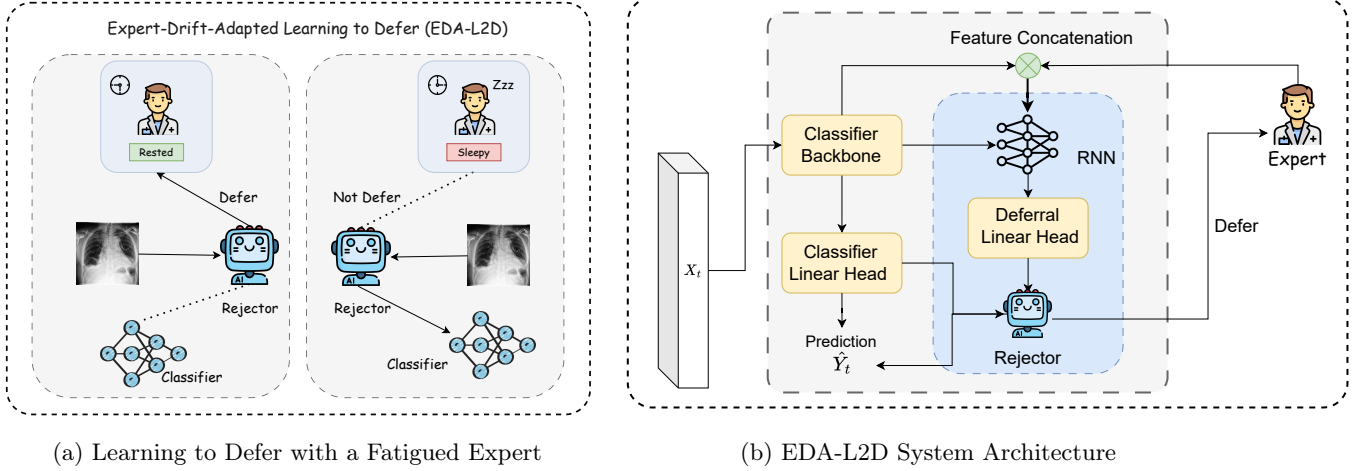 Expert-Drift-Adapted Learning to Defer (EDA-L2D)
Rested
Defer
AI
Rejector
Classifier
Zzz
Sleepy
Not Defer
AI
Rejector
Classifier
(a) Learning to Defer with a Fatigued Expert
Feature Concatenation
Classifier
Backbone
RNN
Expert
Deferral
Linear Head
Defer
Classifier
Linear Head
X_t
AI
Prediction
Ŷ_t
Rejector
(b) EDA-L2D System Architecture